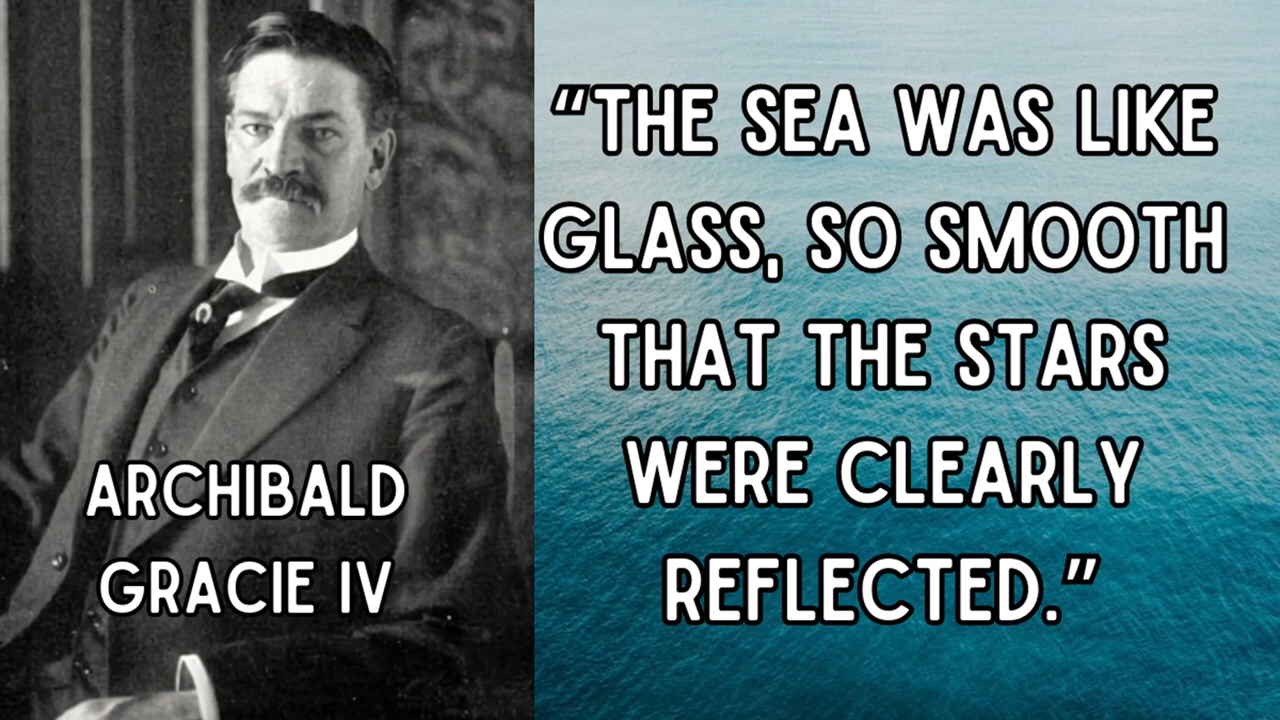 ARCHIBALD
GRACIE IV
“THE SEA WAS LIKE
GLASS, SO SMOOTH
THAT THE STARS
WERE CLEARLY
REFLECTED.”